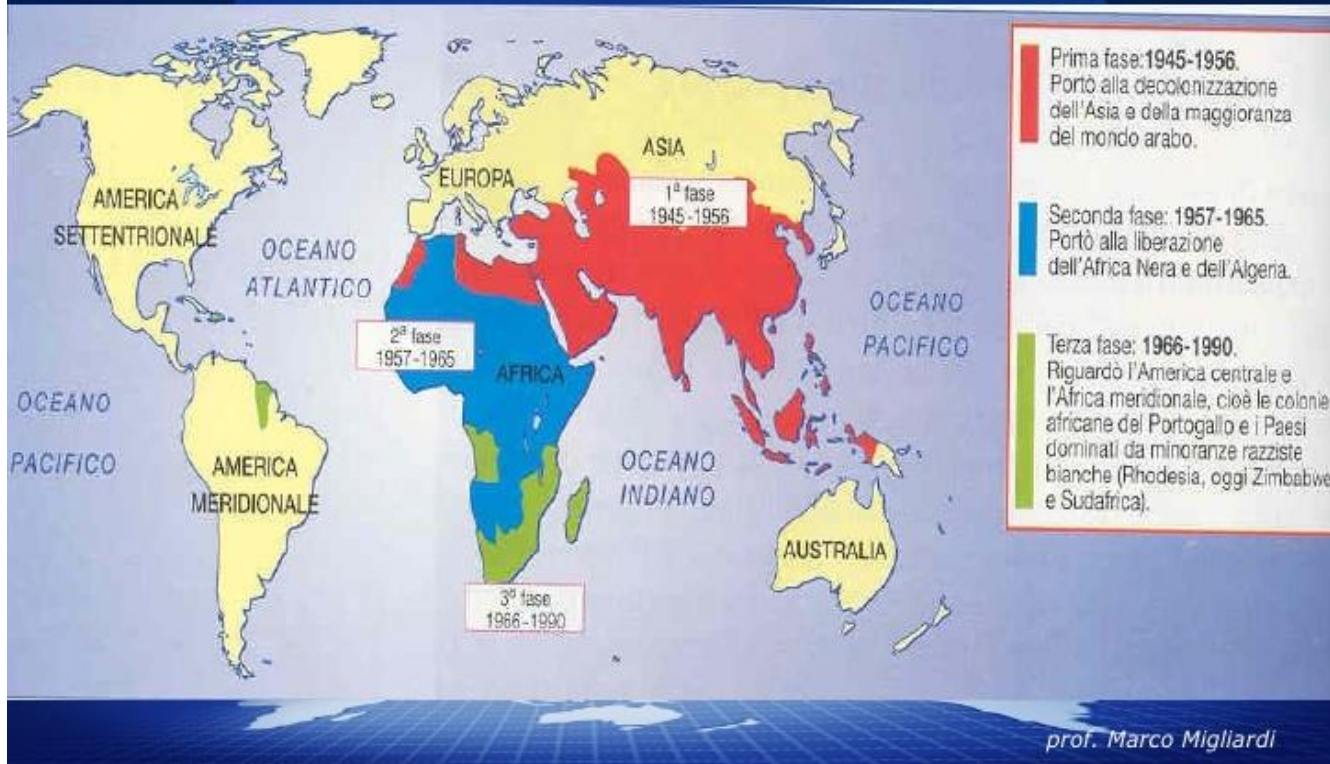 AMERICA
SETTENTRIONALE
OCEANO
ATLANTICO
EUROPA
ASIA
1ª fase
1945-1956
2ª fase
1957-1965
AFRICA
OCEANO
PACIFICO
OCEANO
PACIFICO
AMERICA
MERIDIONALE
OCEANO
INDIANO
AUSTRALIA
3ª fase
1966-1990
Prima fase:1945-1956.
Portò alla decolonizzazione
dell'Asia e della maggioranza
del mondo arabo.
Seconda fase: 1957-1965.
Portò alla liberazione
dell'Africa Nera e dell'Algeria.
Terza fase: 1966-1990.
Riguardò l'America centrale e
l'Africa meridionale, cioè le colonie
africane del Portogallo e i Paesi
dominati da minoranze razziste
bianche (Rhodesia, oggi Zimbabwe
e Sudafrica).
prof. Marco Migliardi